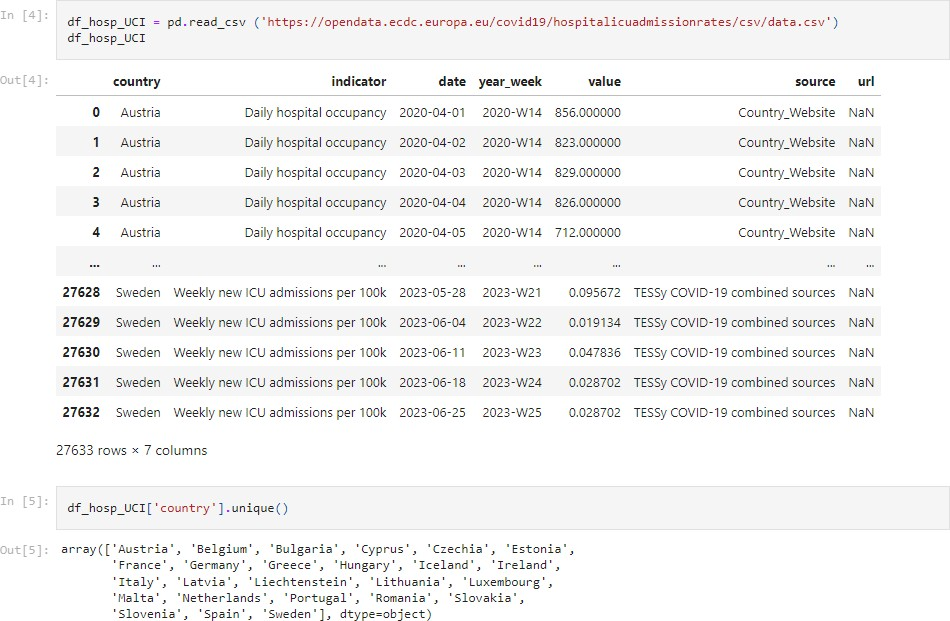 In [4]:
df_hosp_UCI = pd.read_csv ('https://opendata.ecdc.europa.eu/covid19/hospitalicuadmissionrates/csv/data.csv')
df_hosp_UCI
Out[4]:
country indicator date year_week value source url
0 Austria Daily hospital occupancy 2020-04-01 2020-W14 856.000000 Country_Website NaN
1 Austria Daily hospital occupancy 2020-04-02 2020-W14 823.000000 Country_Website NaN
2 Austria Daily hospital occupancy 2020-04-03 2020-W14 829.000000 Country_Website NaN
3 Austria Daily hospital occupancy 2020-04-04 2020-W14 826.000000 Country_Website NaN
4 Austria Daily hospital occupancy 2020-04-05 2020-W14 712.000000 Country_Website NaN
... ... ... ... ... ... ... ...
27628 Sweden Weekly new ICU admissions per 100k 2023-05-28 2023-W21 0.095672 TESSy COVID-19 combined sources NaN
27629 Sweden Weekly new ICU admissions per 100k 2023-06-04 2023-W22 0.019134 TESSy COVID-19 combined sources NaN
27630 Sweden Weekly new ICU admissions per 100k 2023-06-11 2023-W23 0.047836 TESSy COVID-19 combined sources NaN
27631 Sweden Weekly new ICU admissions per 100k 2023-06-18 2023-W24 0.028702 TESSy COVID-19 combined sources NaN
27632 Sweden Weekly new ICU admissions per 100k 2023-06-25 2023-W25 0.028702 TESSy COVID-19 combined sources NaN
27633 rows × 7 columns
In [5]:
df_hosp_UCI['country'].unique()
Out[5]:
array(['Austria', 'Belgium', 'Bulgaria', 'Cyprus', 'Czechia', 'Estonia',
'France', 'Germany', 'Greece', 'Hungary', 'Iceland', 'Ireland',
'Italy', 'Latvia', 'Liechtenstein', 'Lithuania', 'Luxembourg',
'Malta', 'Netherlands', 'Portugal', 'Romania', 'Slovakia',
'Slovenia', 'Spain', 'Sweden'], dtype=object)